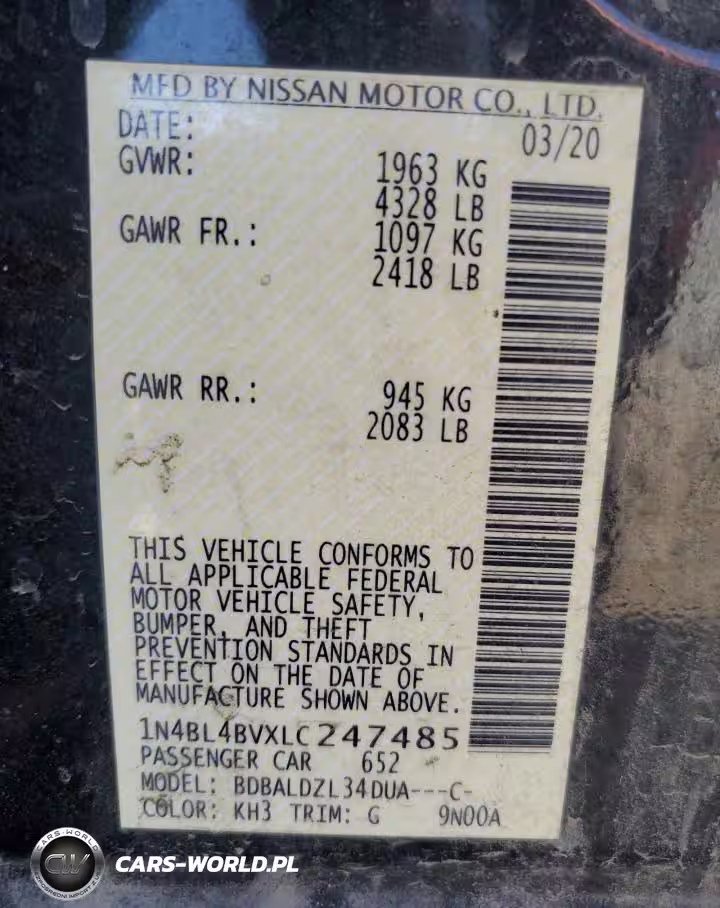 MFD BY NISSAN MOTOR CO., LTD.
DATE: 03/20
GVWR: 1963 KG
4328 LB
GAWR FR.: 1097 KG
2418 LB
GAWR RR.: 945 KG
2083 LB
THIS VEHICLE CONFORMS TO
ALL APPLICABLE FEDERAL
MOTOR VEHICLE SAFETY,
BUMPER, AND THEFT
PREVENTION STANDARDS IN
EFFECT ON THE DATE OF
MANUFACTURE SHOWN ABOVE.
1N4BL4BVXLC247485
PASSENGER CAR 652
MODEL: BDBALDZL34DUA---C-
COLOR: KH3 TRIM: G 9N00A
CARS-WORLD
CW
CARS-WORLD.PL